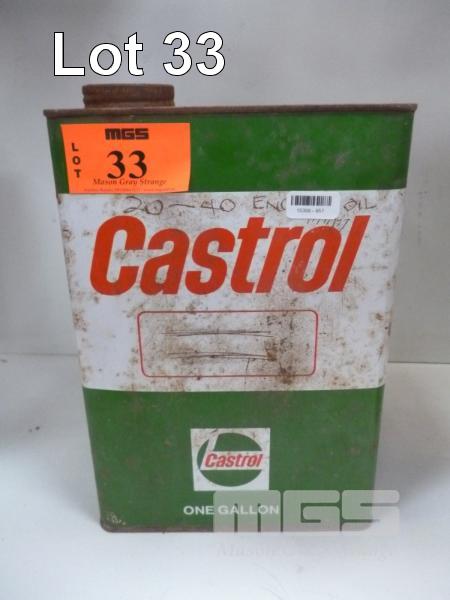 Lot 33
MGS
LOT
33
Mason Gray Strange
20-40 ENG OIL
Castrol
Castrol
ONE GALLON
MGS
Mason Gray Strange